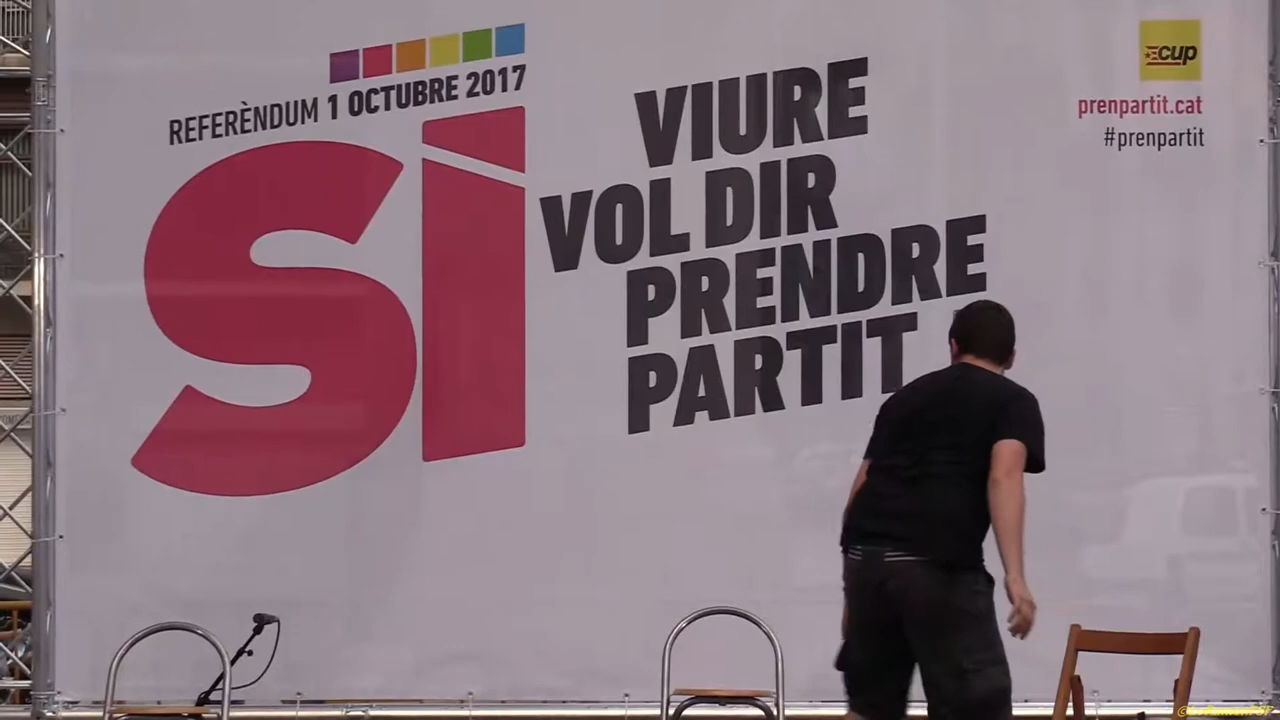 REFERÈNDUM 1 OCTUBRE 2017
SÍ
VIURE
VOL DIR
PRENDRE
PARTIT
cup
prenpartit.cat
#prenpartit